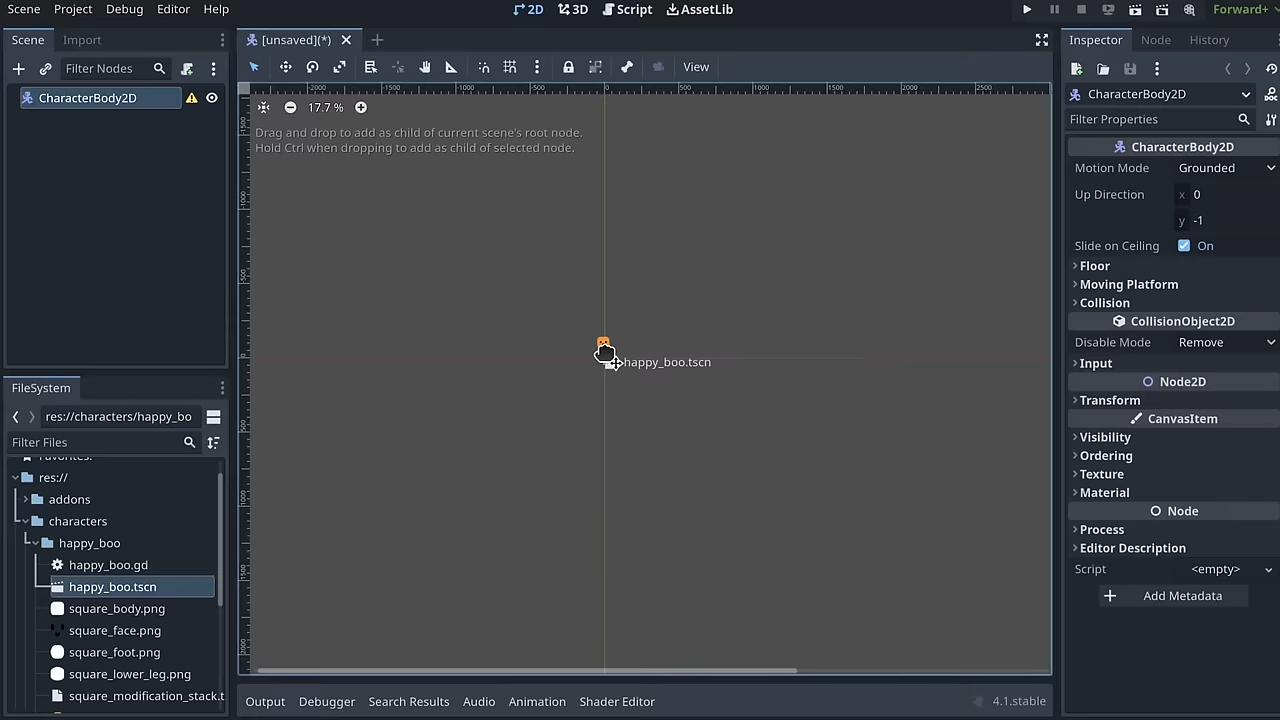 Scene Project Debug Editor Help
2D 3D Script AssetLib
Forward+
Scene Import
Filter Nodes
CharacterBody2D
[unsaved](*)
View
17.7 %
Drag and drop to add as child of current scene's root node.
Hold Ctrl when dropping to add as child of selected node.
happy_boo.tscn
FileSystem
res://characters/happy_bo
Filter Files
Favorites:
res://
addons
characters
happy_boo
happy_boo.gd
happy_boo.tscn
square_body.png
square_face.png
square_foot.png
square_lower_leg.png
square_modification_stack.t
Output Debugger Search Results Audio Animation Shader Editor
4.1.stable
Inspector Node History
CharacterBody2D
Filter Properties
CharacterBody2D
Motion Mode Grounded
Up Direction x 0
y -1
Slide on Ceiling On
Floor
Moving Platform
Collision
CollisionObject2D
Disable Mode Remove
Input
Node2D
Transform
CanvasItem
Visibility
Ordering
Texture
Material
Node
Process
Editor Description
Script <empty>
Add Metadata